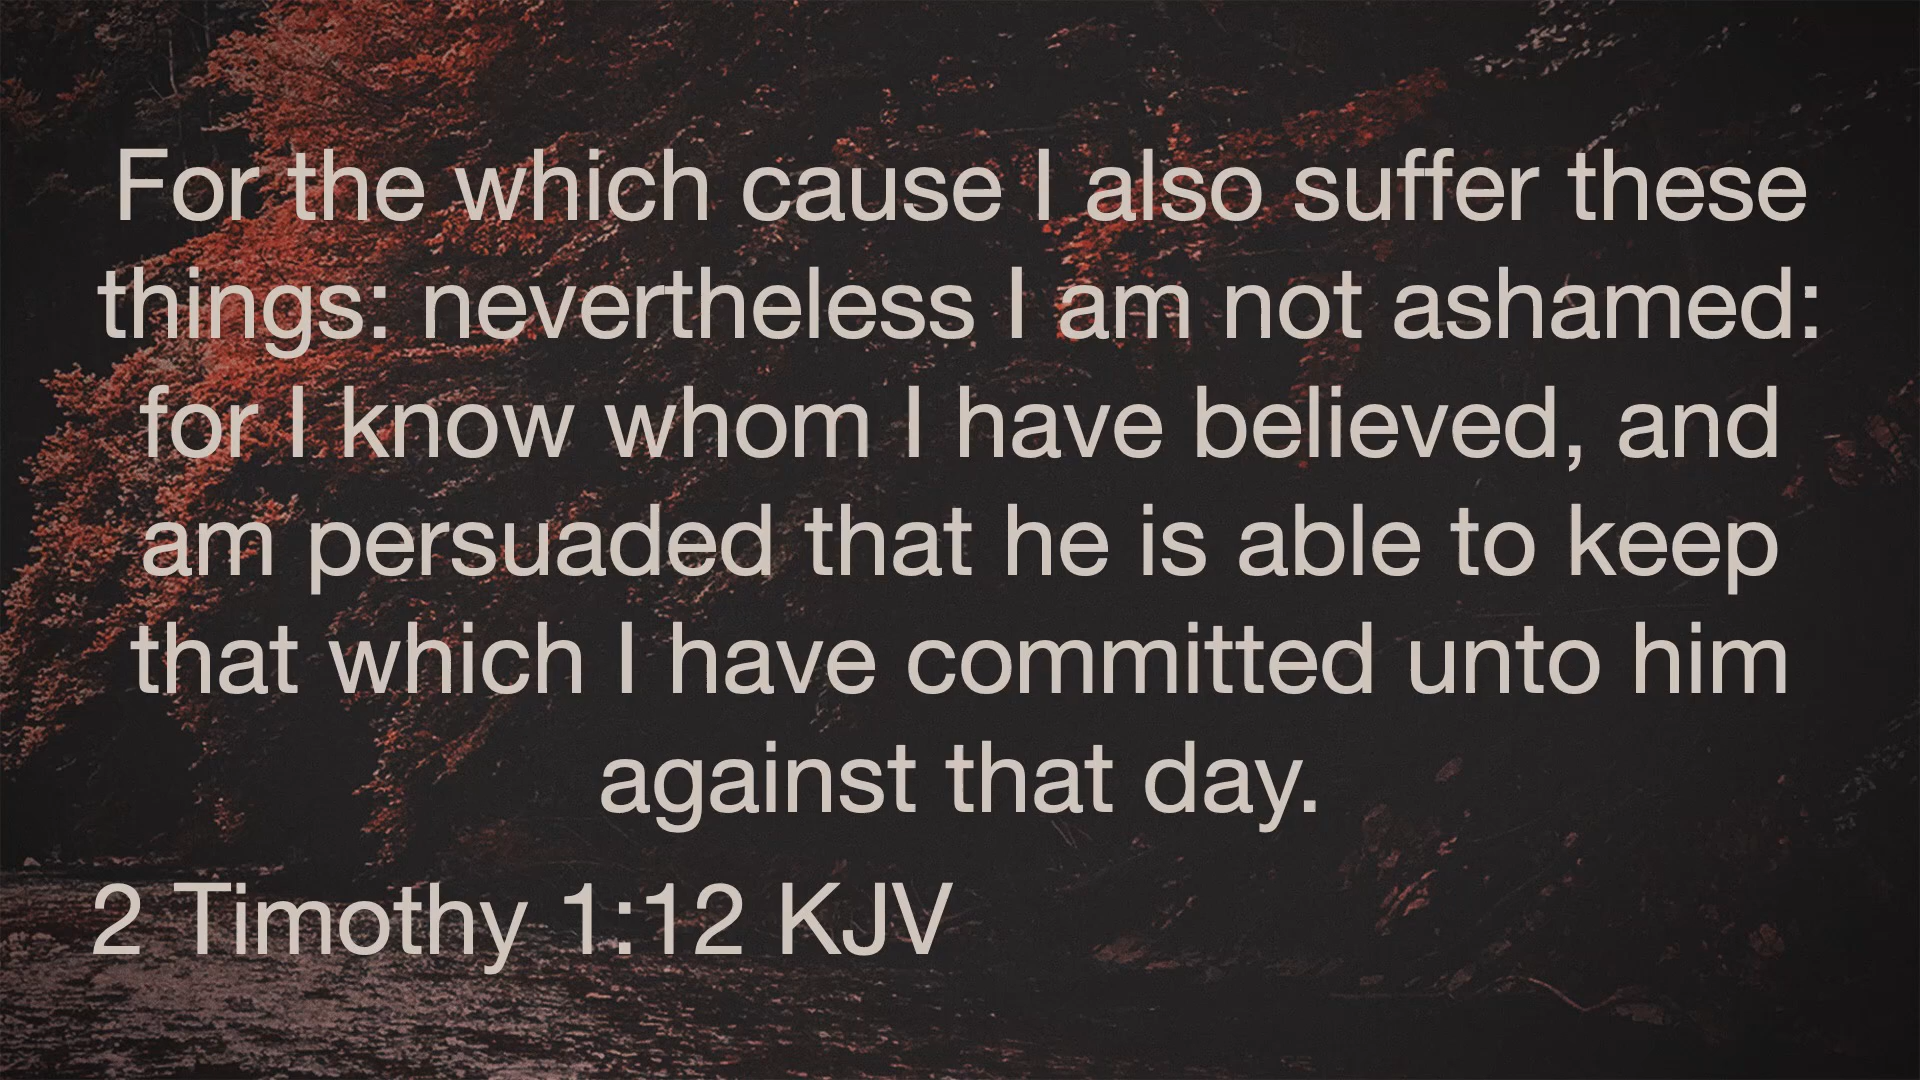 For the which cause I also suffer these
things: nevertheless I am not ashamed:
for I know whom I have believed, and
am persuaded that he is able to keep
that which I have committed unto him
against that day.
2 Timothy 1:12 KJV